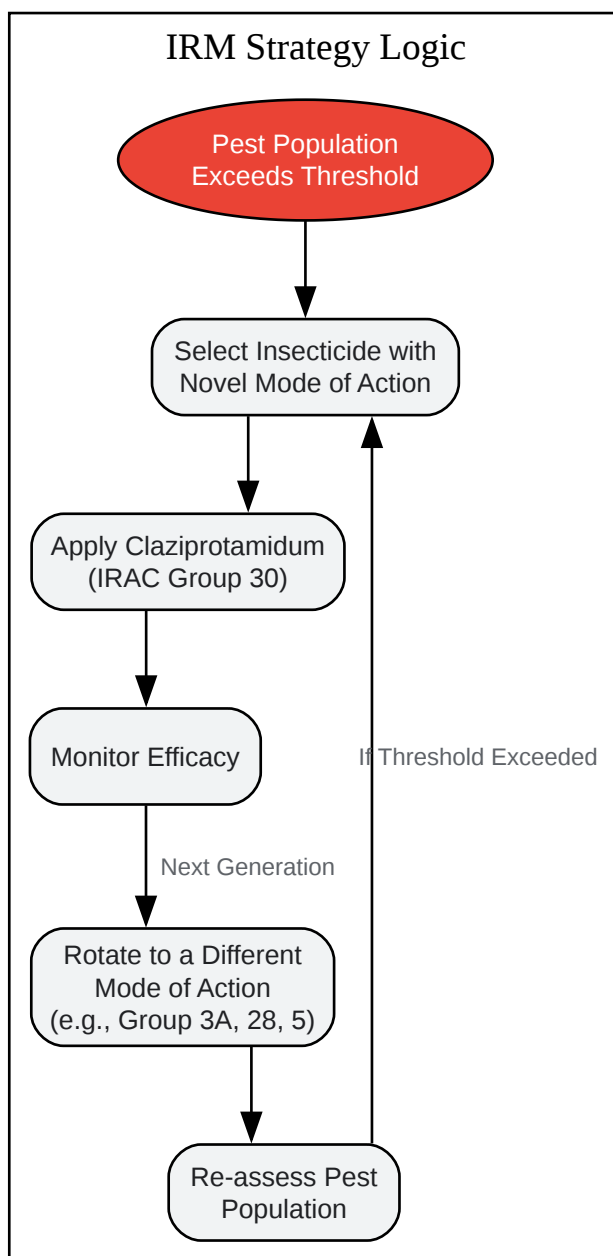 IRM Strategy Logic
Pest Population
Exceeds Threshold
Select Insecticide with
Novel Mode of Action
Apply Claziprotamidum
(IRAC Group 30)
Monitor Efficacy
If Threshold Exceeded
Next Generation
Rotate to a Different
Mode of Action
(e.g., Group 3A, 28, 5)
Re-assess Pest
Population